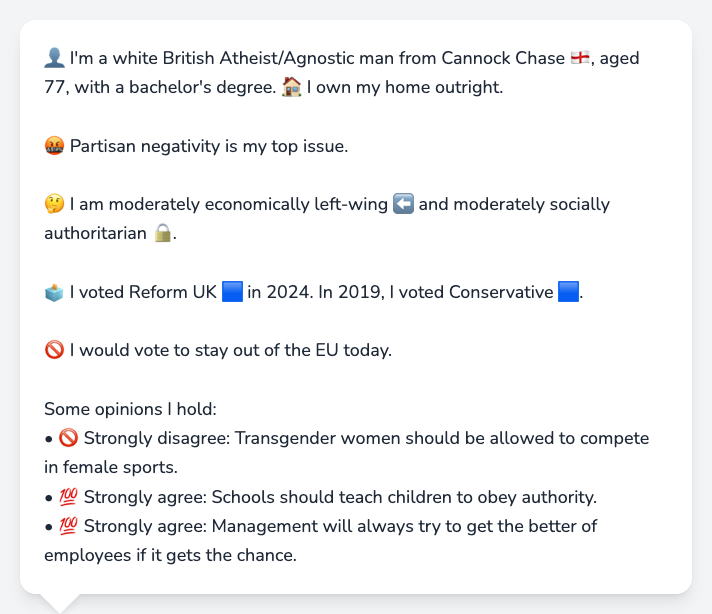 👤 I'm a white British Atheist/Agnostic man from Cannock Chase 🏴󠁧󠁢󠁥󠁮󠁧󠁿, aged
77, with a bachelor's degree. 🏠 I own my home outright.
🤬 Partisan negativity is my top issue.
🤔 I am moderately economically left-wing ⬅️ and moderately socially
authoritarian 🔒.
🗳️ I voted Reform UK 🟦 in 2024. In 2019, I voted Conservative 🟦.
🚫 I would vote to stay out of the EU today.
Some opinions I hold:
• 🚫 Strongly disagree: Transgender women should be allowed to compete
in female sports.
• 💯 Strongly agree: Schools should teach children to obey authority.
• 💯 Strongly agree: Management will always try to get the better of
employees if it gets the chance.